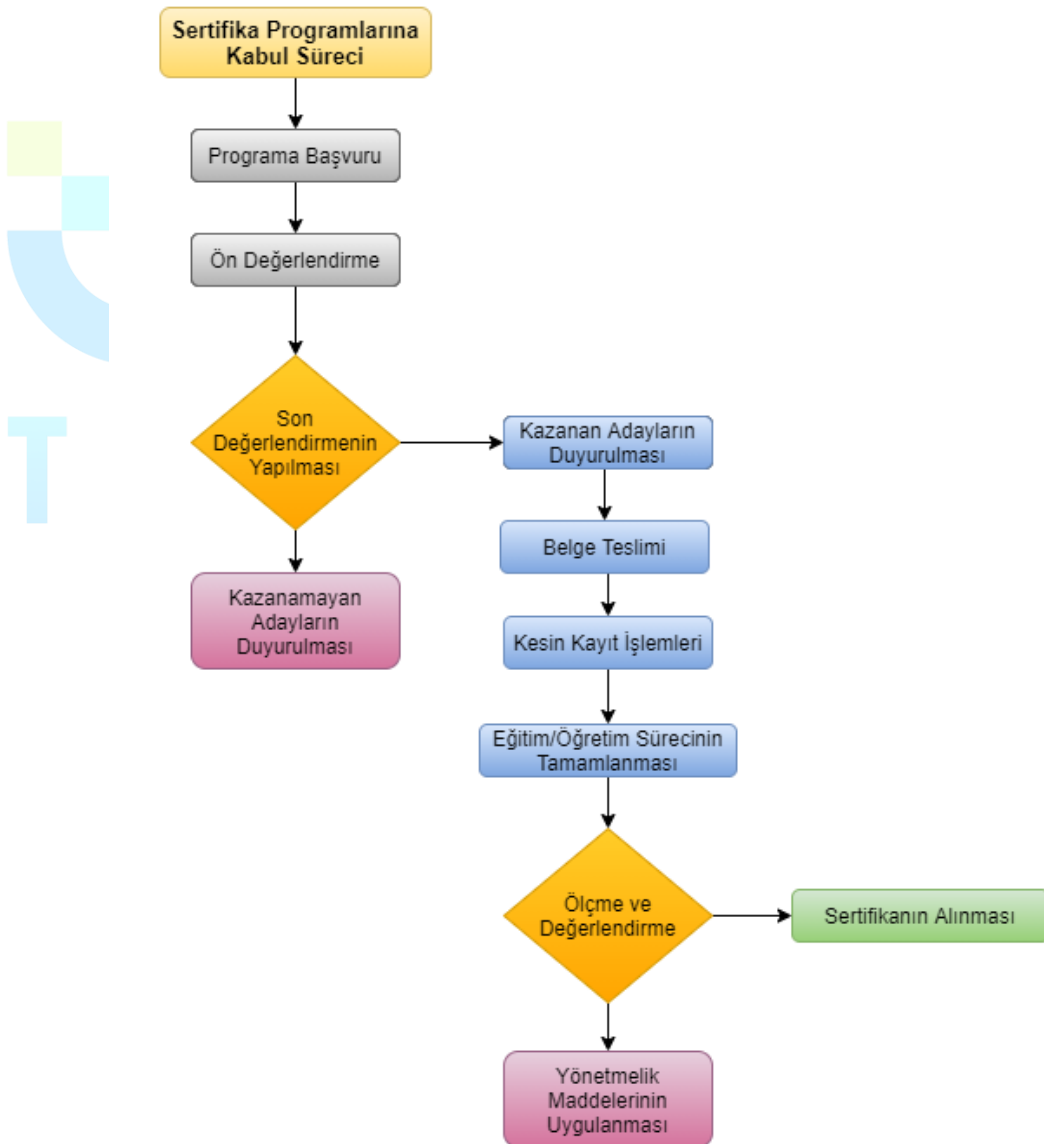 Sertifika Programlarına
Kabul Süreci
Programa Başvuru
Ön Değerlendirme
Son
Değerlendirmenin
Yapılması
Kazanan Adayların
Duyurulması
Belge Teslimi
Kazanamayan
Adayların
Duyurulması
Kesin Kayıt İşlemleri
Eğitim/Öğretim Sürecinin
Tamamlanması
Ölçme ve
Değerlendirme
Sertifikanın Alınması
Yönetmelik
Maddelerinin
Uygulanması